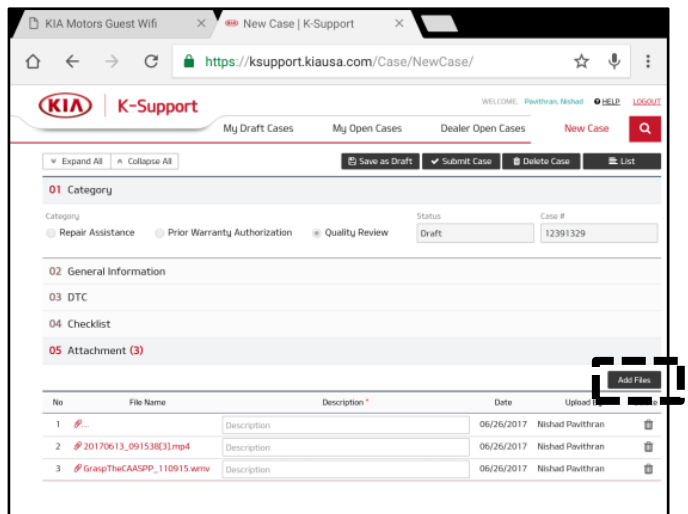 KIA Motors Guest Wifi
New Case | K-Support
https://ksupport.kiausa.com/Case/NewCase/
KIA K-Support
WELCOME, Pavithran, Nishad HELP LOGOUT
My Draft Cases My Open Cases Dealer Open Cases New Case
Expand All Collapse All Save as Draft Submit Case Delete Case List
01 Category
Category Status Case #
Repair Assistance Prior Warranty Authorization Quality Review Draft 12391329
02 General Information
03 DTC
04 Checklist
05 Attachment (3)
Add Files
No File Name Description * Date Upload By
1 ... Description 06/26/2017 Nishad Pavithran
2 20170613_091538[3].mp4 Description 06/26/2017 Nishad Pavithran
3 GraspTheCAASPP_110915.wmv Description 06/26/2017 Nishad Pavithran